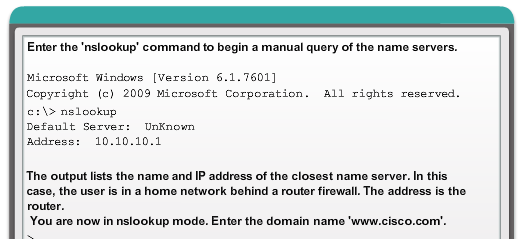 Enter the 'nslookup' command to begin a manual query of the name servers.
Microsoft Windows [Version 6.1.7601]
Copyright (c) 2009 Microsoft Corporation.  All rights reserved.
c:\> nslookup
Default Server:  UnKnown
Address:  10.10.10.1
The output lists the name and IP address of the closest name server. In this
case, the user is in a home network behind a router firewall. The address is the
router.
You are now in nslookup mode. Enter the domain name 'www.cisco.com'.
>